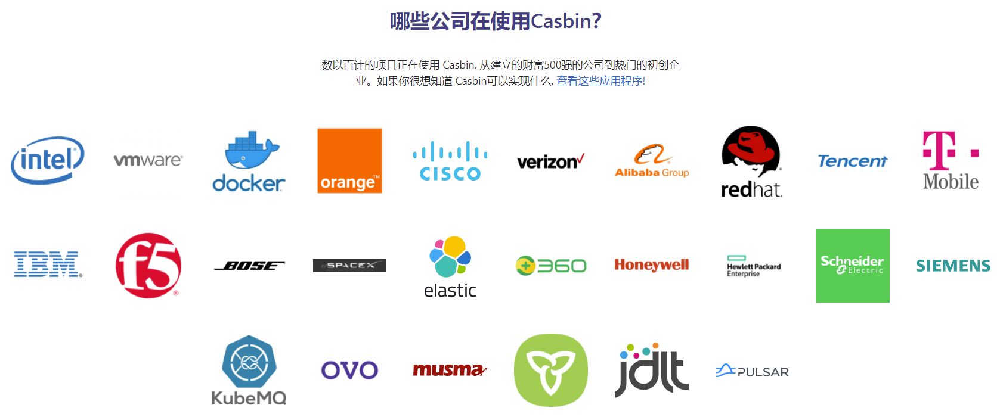 哪些公司在使用Casbin?
数以百计的项目正在使用 Casbin, 从建立的财富500强的公司到热门的初创企
业。如果你很想知道 Casbin可以实现什么, 查看这些应用程序!
intel®
vmware®
docker
orange™
CISCO
verizon
Alibaba Group
redhat.
Tencent
T Mobile
IBM®
f5®
BOSE
SPACEX
elastic
360
Honeywell
Hewlett Packard
Enterprise
Schneider
Electric
SIEMENS
KubeMQ
OVO
musma
jdlt
PULSAR